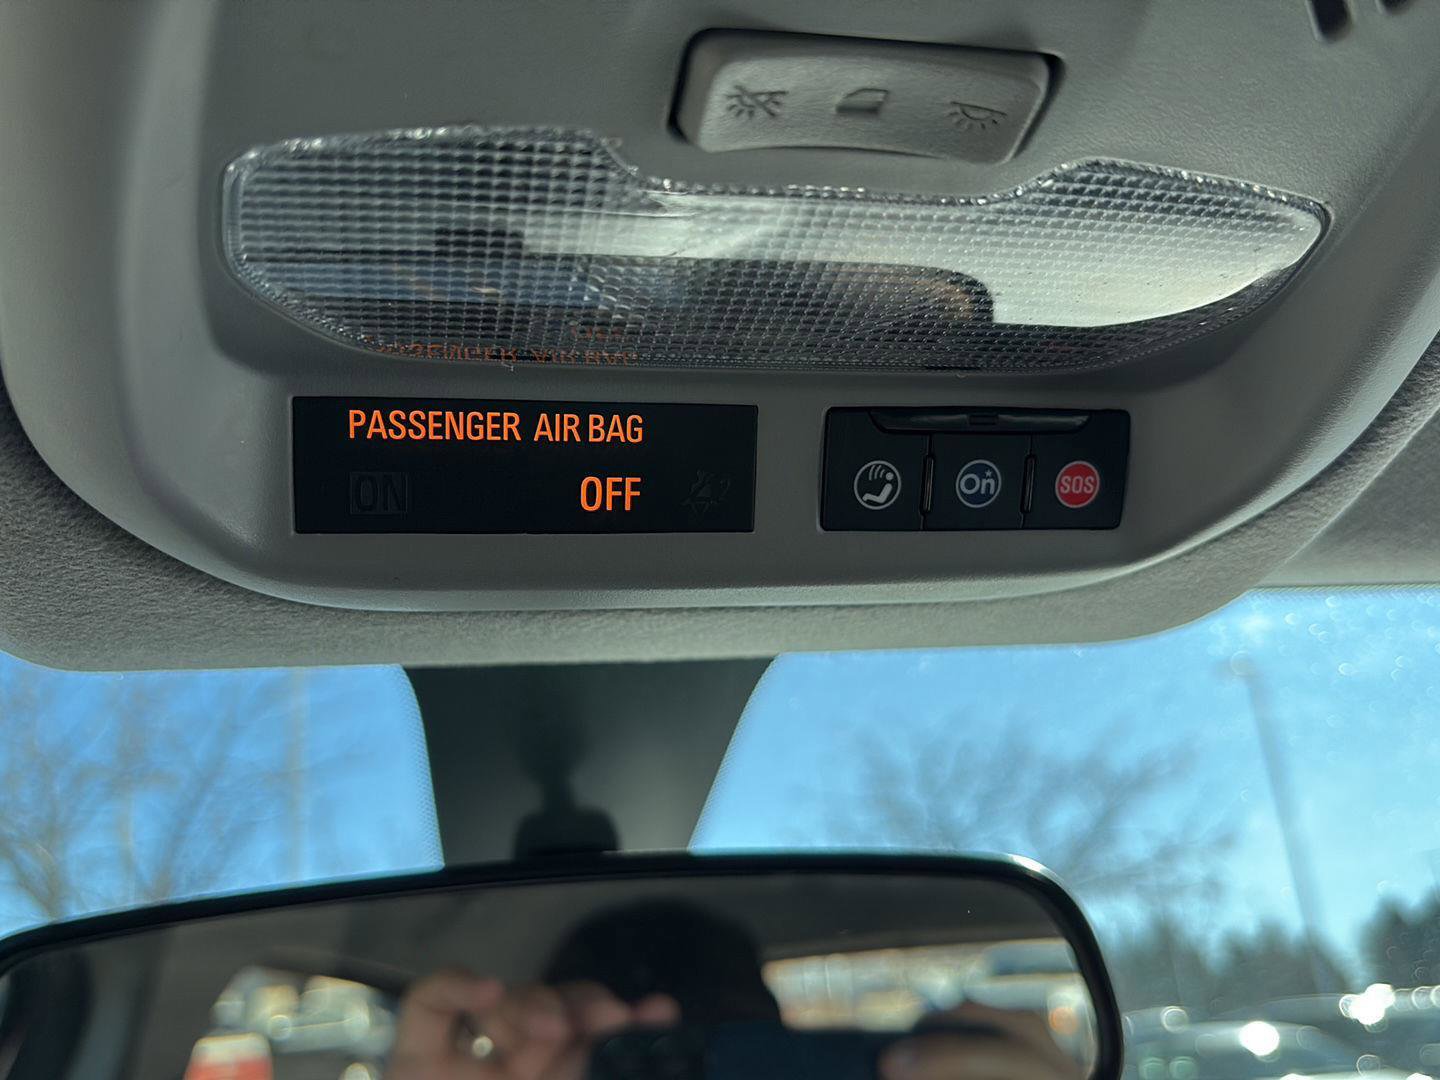 PASSENGER AIR BAG
ON OFF
On
SOS